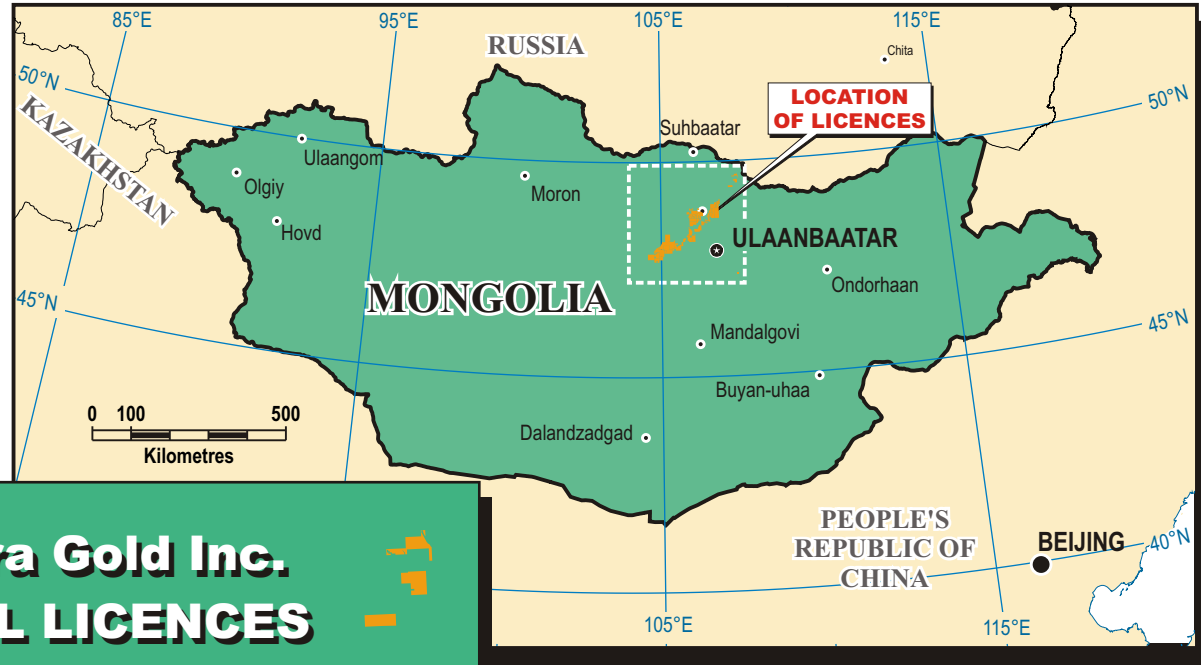 85°E
95°E
105°E
115°E
RUSSIA
Chita
50°N
50°N
KAZAKHSTAN
LOCATION
OF LICENCES
Suhbaatar
Ulaangom
Olgiy
Moron
Hovd
ULAANBAATAR
Ondorhaan
MONGOLIA
45°N
45°N
Mandalgovi
Buyan-uhaa
0 100 500
Kilometres
Dalandzadgad
PEOPLE'S
REPUBLIC OF
CHINA
BEIJING
40°N
ra Gold Inc.
L LICENCES
105°E
115°E